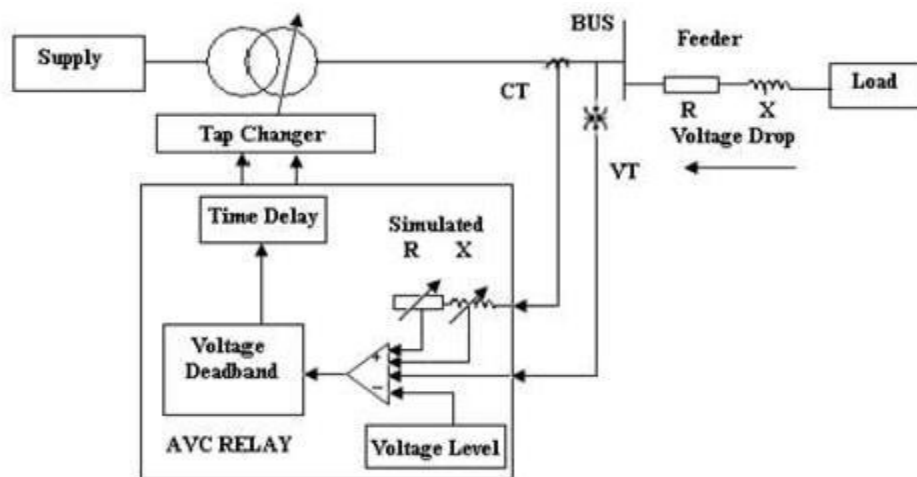 BUS
Feeder
Supply
Load
CT
R X
Tap Changer
Voltage Drop
VT
Time Delay
Simulated
R X
Voltage
Deadband
+
−
AVC RELAY
Voltage Level